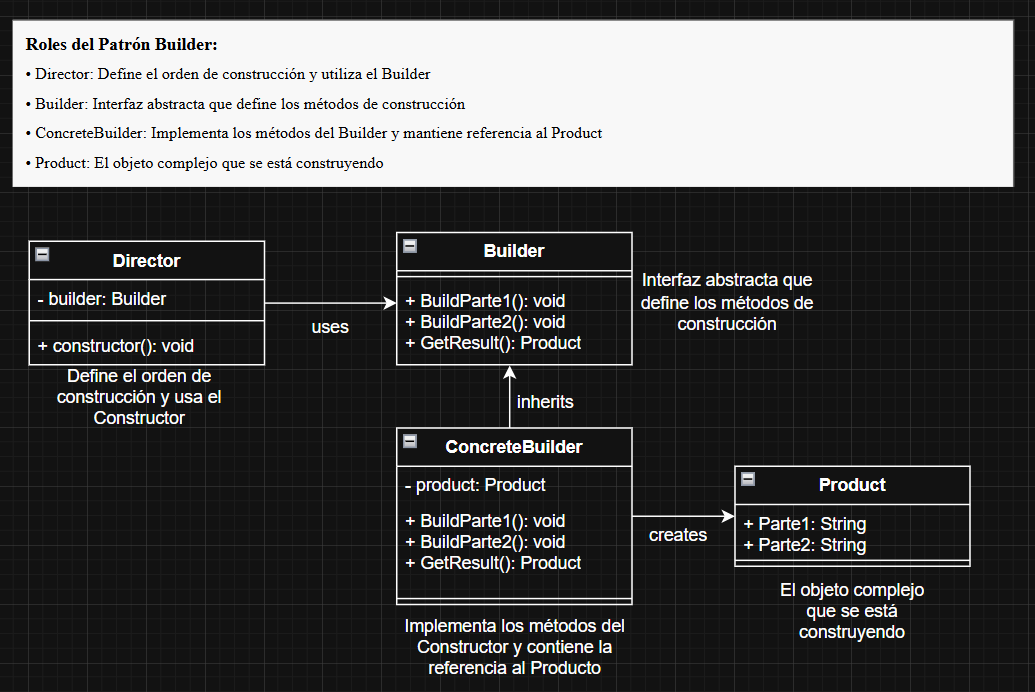 Roles del Patrón Builder:
• Director: Define el orden de construcción y utiliza el Builder
• Builder: Interfaz abstracta que define los métodos de construcción
• ConcreteBuilder: Implementa los métodos del Builder y mantiene referencia al Product
• Product: El objeto complejo que se está construyendo
Director
- builder: Builder
+ constructor(): void
Define el orden de
construcción y usa el
Constructor
uses
Builder
+ BuildParte1(): void
+ BuildParte2(): void
+ GetResult(): Product
Interfaz abstracta que
define los métodos de
construcción
inherits
ConcreteBuilder
- product: Product
+ BuildParte1(): void
+ BuildParte2(): void
+ GetResult(): Product
Implementa los métodos del
Constructor y contiene la
referencia al Producto
creates
Product
+ Parte1: String
+ Parte2: String
El objeto complejo
que se está
construyendo